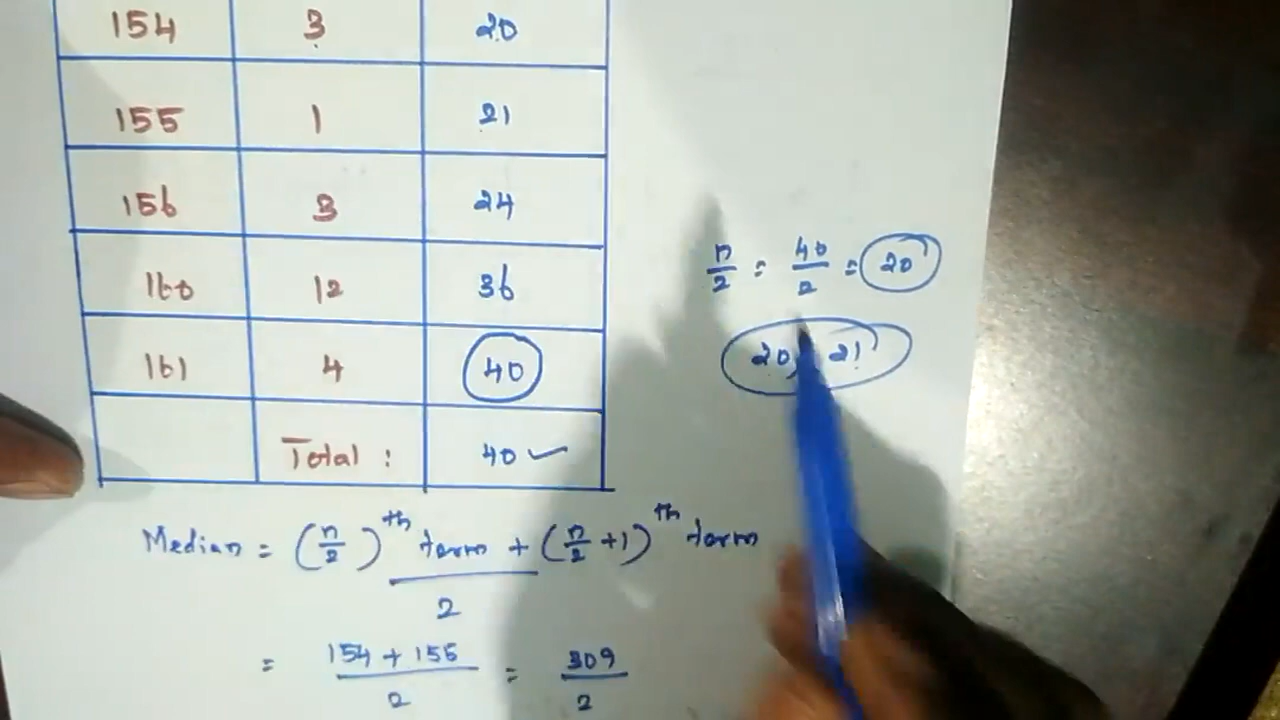 154 3 20
155 1 21
156 3 24
160 12 36
161 4 40
Total : 40 ✓
n/2 = 40/2 = 20
20, 21
Median = (n/2)th term + (n/2 +1)th term
2
= 154 + 155 / 2 = 309 / 2